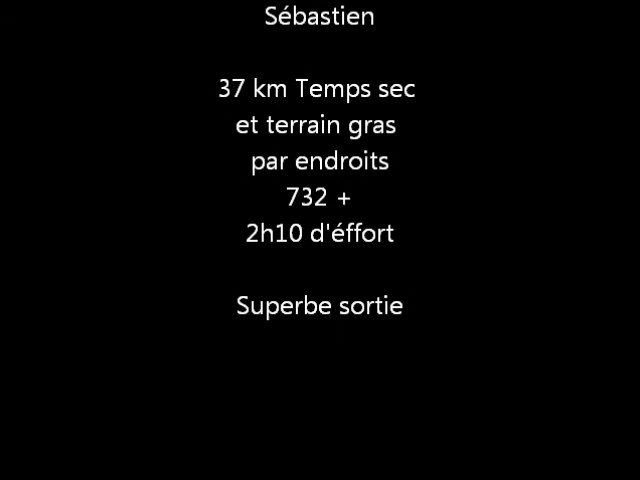 Sébastien
37 km Temps sec
et terrain gras
par endroits
732 +
2h10 d'éffort
Superbe sortie